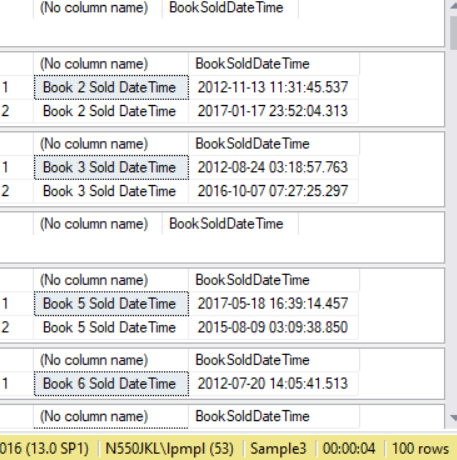 (No column name) BookSoldDateTime
(No column name) BookSoldDateTime
1 Book 2 Sold DateTime 2012-11-13 11:31:45.537
2 Book 2 Sold DateTime 2017-01-17 23:52:04.313
(No column name) BookSoldDateTime
1 Book 3 Sold DateTime 2012-08-24 03:18:57.763
2 Book 3 Sold DateTime 2016-10-07 07:27:25.297
(No column name) BookSoldDateTime
(No column name) BookSoldDateTime
1 Book 5 Sold DateTime 2017-05-18 16:39:14.457
2 Book 5 Sold DateTime 2015-08-09 03:09:38.850
(No column name) BookSoldDateTime
1 Book 6 Sold DateTime 2012-07-20 14:05:41.513
(No column name) BookSoldDateTime
016 (13.0 SP1) N550JKL\lpmpl (53) Sample3 00:00:04 100 rows